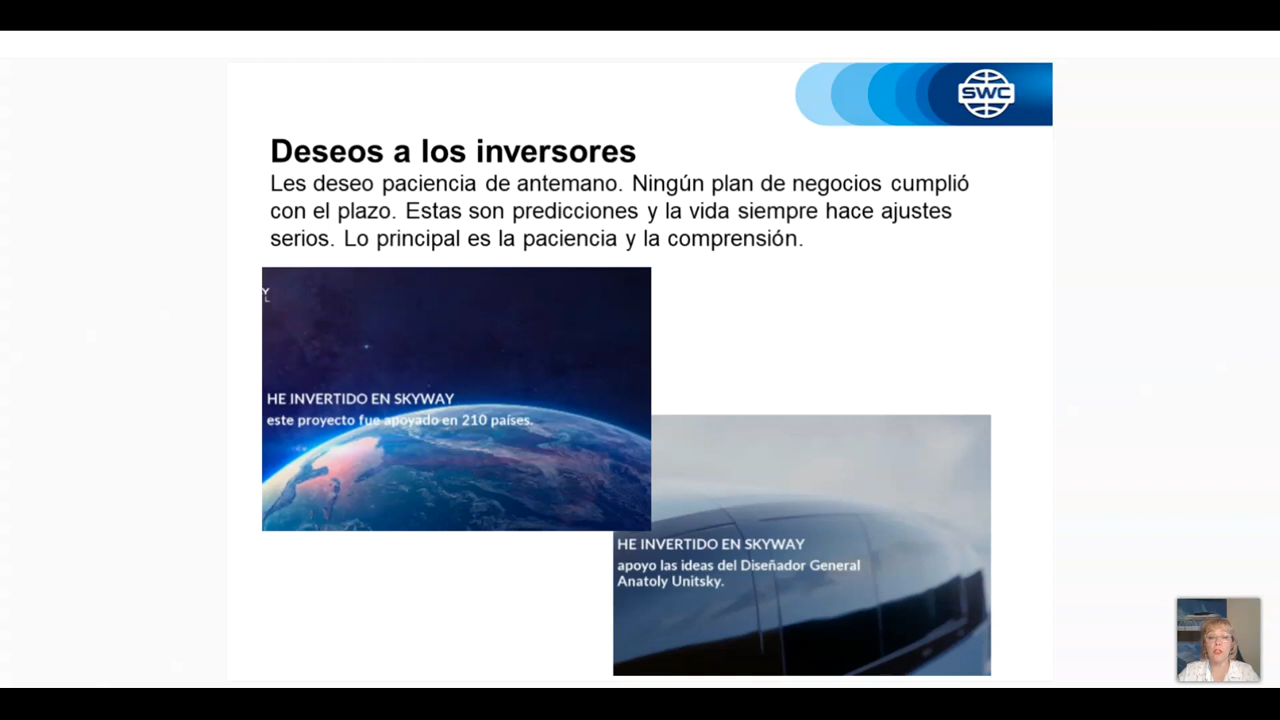 SWC
Deseos a los inversores
Les deseo paciencia de antemano. Ningún plan de negocios cumplió
con el plazo. Estas son predicciones y la vida siempre hace ajustes
serios. Lo principal es la paciencia y la comprensión.
Y
L
HE INVERTIDO EN SKYWAY
este proyecto fue apoyado en 210 países.
HE INVERTIDO EN SKYWAY
apoyo las ideas del Diseñador General
Anatoly Unitsky.